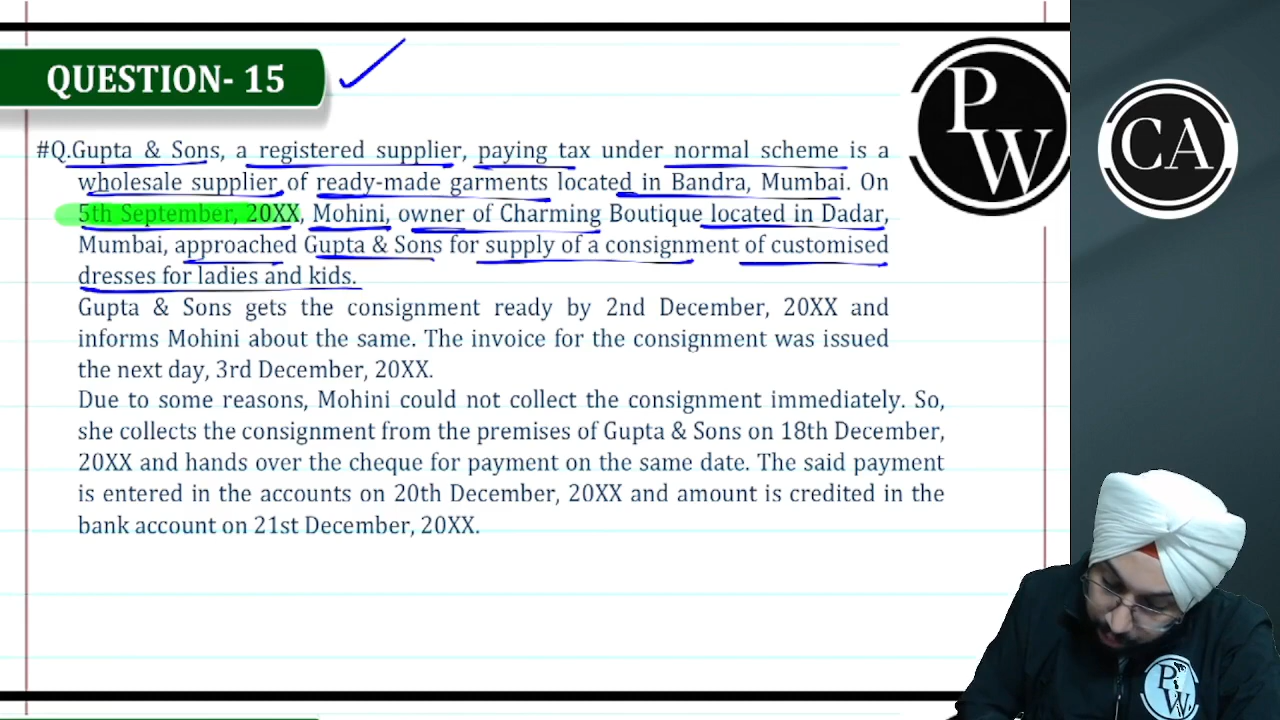 QUESTION- 15
#Q.Gupta & Sons, a registered supplier, paying tax under normal scheme is a
wholesale supplier of ready-made garments located in Bandra, Mumbai. On
5th September, 20XX, Mohini, owner of Charming Boutique located in Dadar,
Mumbai, approached Gupta & Sons for supply of a consignment of customised
dresses for ladies and kids.
Gupta & Sons gets the consignment ready by 2nd December, 20XX and
informs Mohini about the same. The invoice for the consignment was issued
the next day, 3rd December, 20XX.
Due to some reasons, Mohini could not collect the consignment immediately. So,
she collects the consignment from the premises of Gupta & Sons on 18th December,
20XX and hands over the cheque for payment on the same date. The said payment
is entered in the accounts on 20th December, 20XX and amount is credited in the
bank account on 21st December, 20XX.
PW
CA
PW